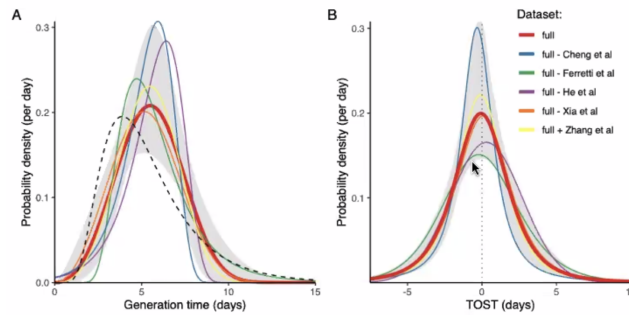 A
Probability density (per day)
0.3
0.2
0.1
0.0
0
5
10
15
Generation time (days)
B
Probability density (per day)
0.3
0.2
0.1
-5
0
5
TOST (days)
Dataset:
full
full - Cheng et al
full - Ferretti et al
full - He et al
full - Xia et al
full + Zhang et al